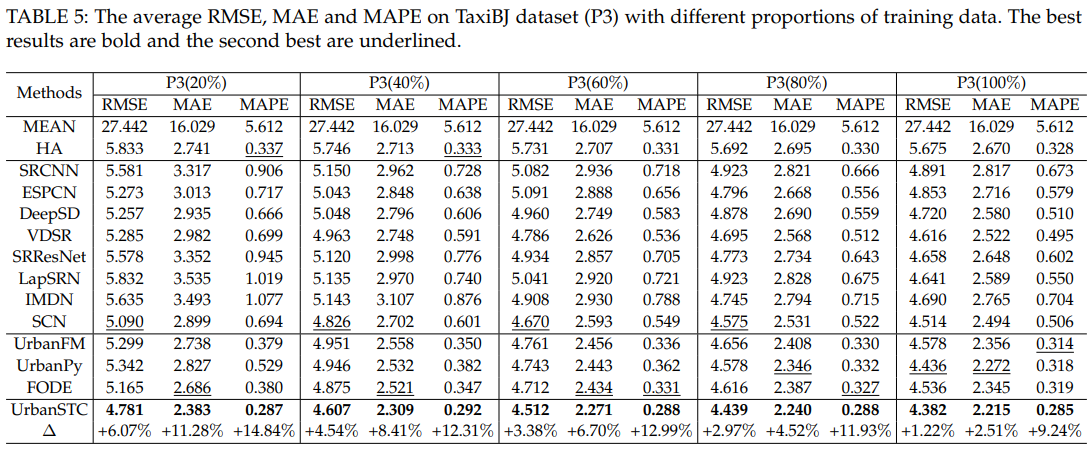 TABLE 5: The average RMSE, MAE and MAPE on TaxiBJ dataset (P3) with different proportions of training data. The best
results are bold and the second best are underlined.
Methods P3(20%) P3(40%) P3(60%) P3(80%) P3(100%)
RMSE MAE MAPE RMSE MAE MAPE RMSE MAE MAPE RMSE MAE MAPE RMSE MAE MAPE
MEAN 27.442 16.029 5.612 27.442 16.029 5.612 27.442 16.029 5.612 27.442 16.029 5.612 27.442 16.029 5.612
HA 5.833 2.741 0.337 5.746 2.713 0.333 5.731 2.707 0.331 5.692 2.695 0.330 5.675 2.670 0.328
SRCNN 5.581 3.317 0.906 5.150 2.962 0.728 5.082 2.936 0.718 4.923 2.821 0.666 4.891 2.817 0.673
ESPCN 5.273 3.013 0.717 5.043 2.848 0.638 5.091 2.888 0.656 4.796 2.668 0.556 4.853 2.716 0.579
DeepSD 5.257 2.935 0.666 5.048 2.796 0.606 4.960 2.749 0.583 4.878 2.690 0.559 4.720 2.580 0.510
VDSR 5.285 2.982 0.699 4.963 2.748 0.591 4.786 2.626 0.536 4.695 2.568 0.512 4.616 2.522 0.495
SRResNet 5.578 3.352 0.945 5.120 2.998 0.776 4.934 2.857 0.705 4.773 2.734 0.643 4.658 2.648 0.602
LapSRN 5.832 3.535 1.019 5.135 2.970 0.740 5.041 2.920 0.721 4.923 2.828 0.675 4.641 2.589 0.550
IMDN 5.635 3.493 1.077 5.143 3.107 0.876 4.908 2.930 0.788 4.745 2.794 0.715 4.690 2.765 0.704
SCN 5.090 2.899 0.694 4.826 2.702 0.601 4.670 2.593 0.549 4.575 2.531 0.522 4.514 2.494 0.506
UrbanFM 5.299 2.738 0.379 4.951 2.558 0.350 4.761 2.456 0.336 4.656 2.408 0.330 4.578 2.356 0.314
UrbanPy 5.342 2.827 0.529 4.946 2.532 0.382 4.743 2.443 0.362 4.578 2.346 0.332 4.436 2.272 0.318
FODE 5.165 2.686 0.380 4.875 2.521 0.347 4.712 2.434 0.331 4.616 2.387 0.327 4.536 2.345 0.319
UrbanSTC 4.781 2.383 0.287 4.607 2.309 0.292 4.512 2.271 0.288 4.439 2.240 0.288 4.382 2.215 0.285
Δ +6.07% +11.28% +14.84% +4.54% +8.41% +12.31% +3.38% +6.70% +12.99% +2.97% +4.52% +11.93% +1.22% +2.51% +9.24%